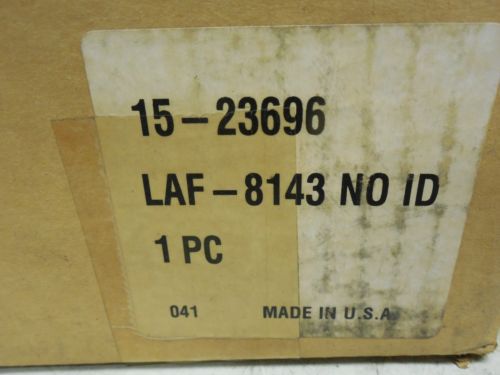 15-23696
LAF-8143 NO ID
1 PC
041 MADE IN U.S.A.